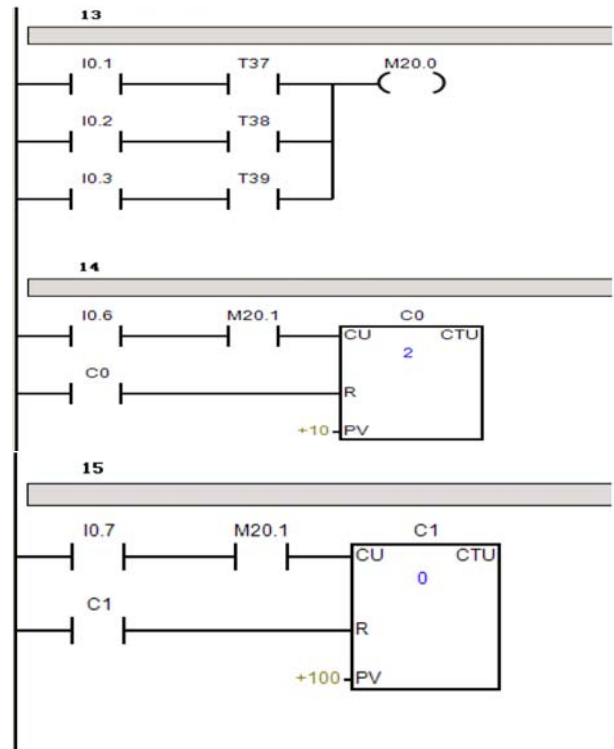 13
I0.1 T37 M20.0
I0.2 T38
I0.3 T39
14
I0.6 M20.1 C0
CU CTU
2
C0
R
+10 PV
15
I0.7 M20.1 C1
CU CTU
0
C1
R
+100 PV